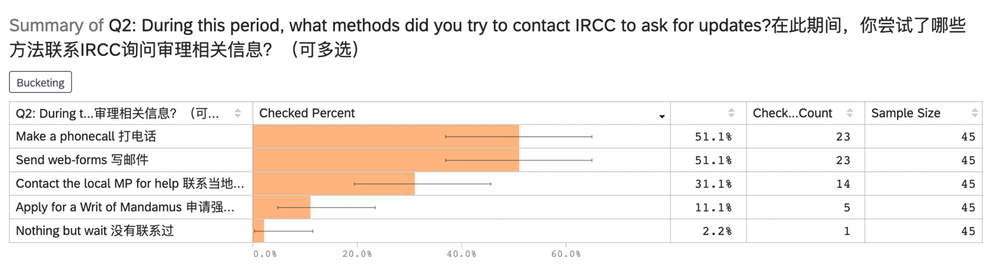 Summary of Q2: During this period, what methods did you try to contact IRCC to ask for updates?在此期间，你尝试了哪些
方法联系IRCC询问审理相关信息？（可多选）
Bucketing
Q2: During t...审理相关信息？（可... Checked Percent Check...Count Sample Size
Make a phonecall 打电话 51.1% 23 45
Send web-forms 写邮件 51.1% 23 45
Contact the local MP for help 联系当地... 31.1% 14 45
Apply for a Writ of Mandamus 申请强... 11.1% 5 45
Nothing but wait 没有联系过 2.2% 1 45
0.0% 20.0% 40.0% 60.0%